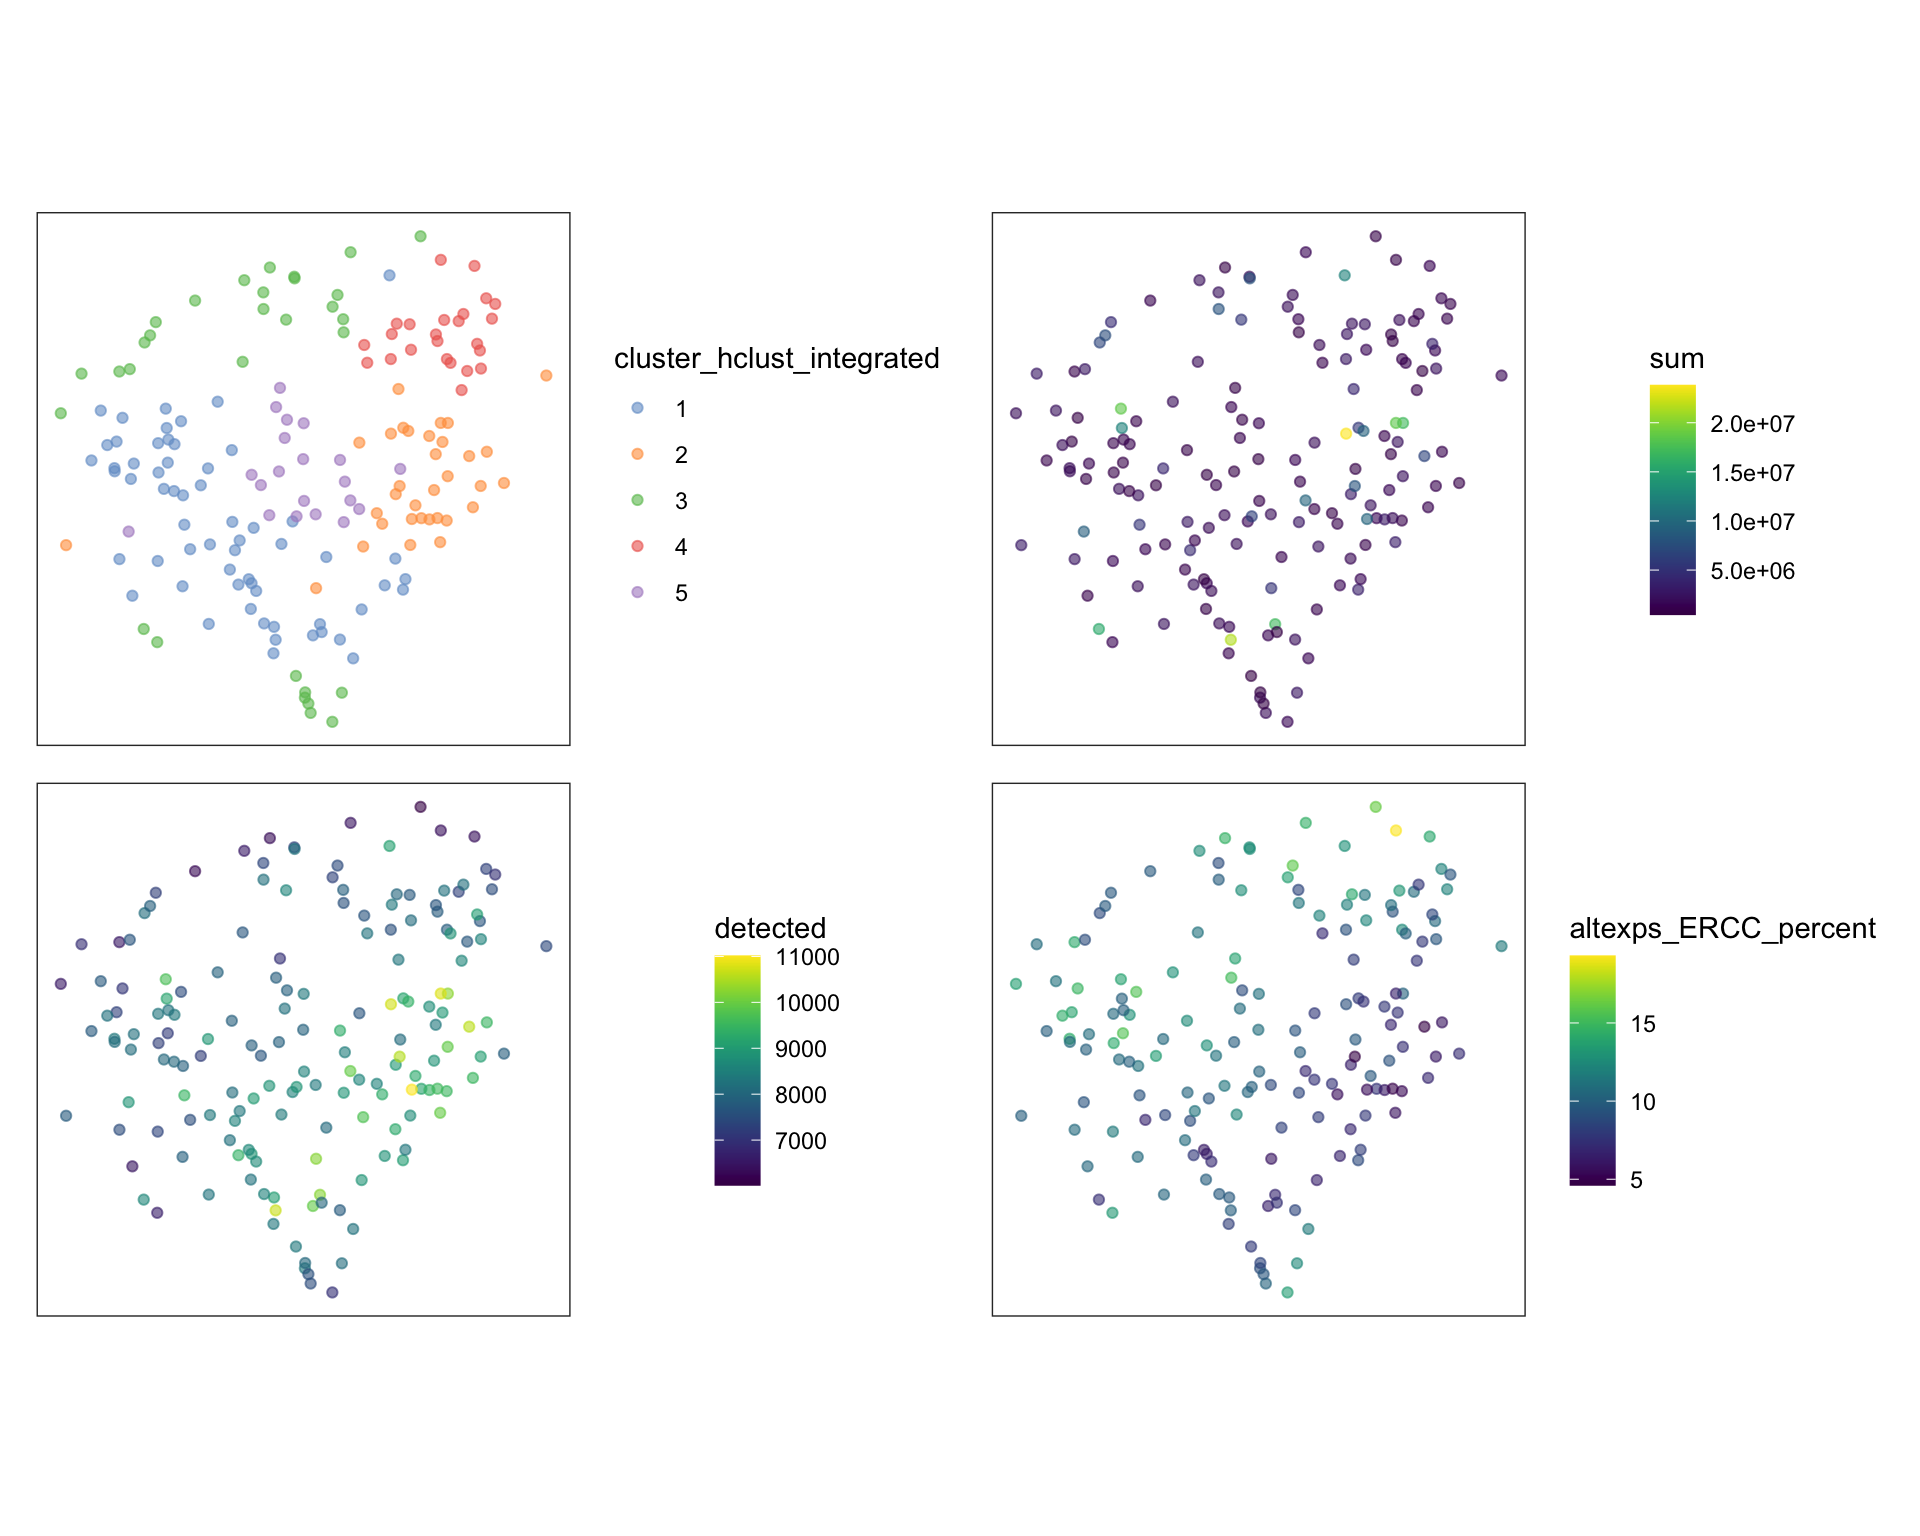 cluster_hclust_integrated
1
2
3
4
5
sum
2.0e+07
1.5e+07
1.0e+07
5.0e+06
detected
11000
10000
9000
8000
7000
altexps_ERCC_percent
15
10
5